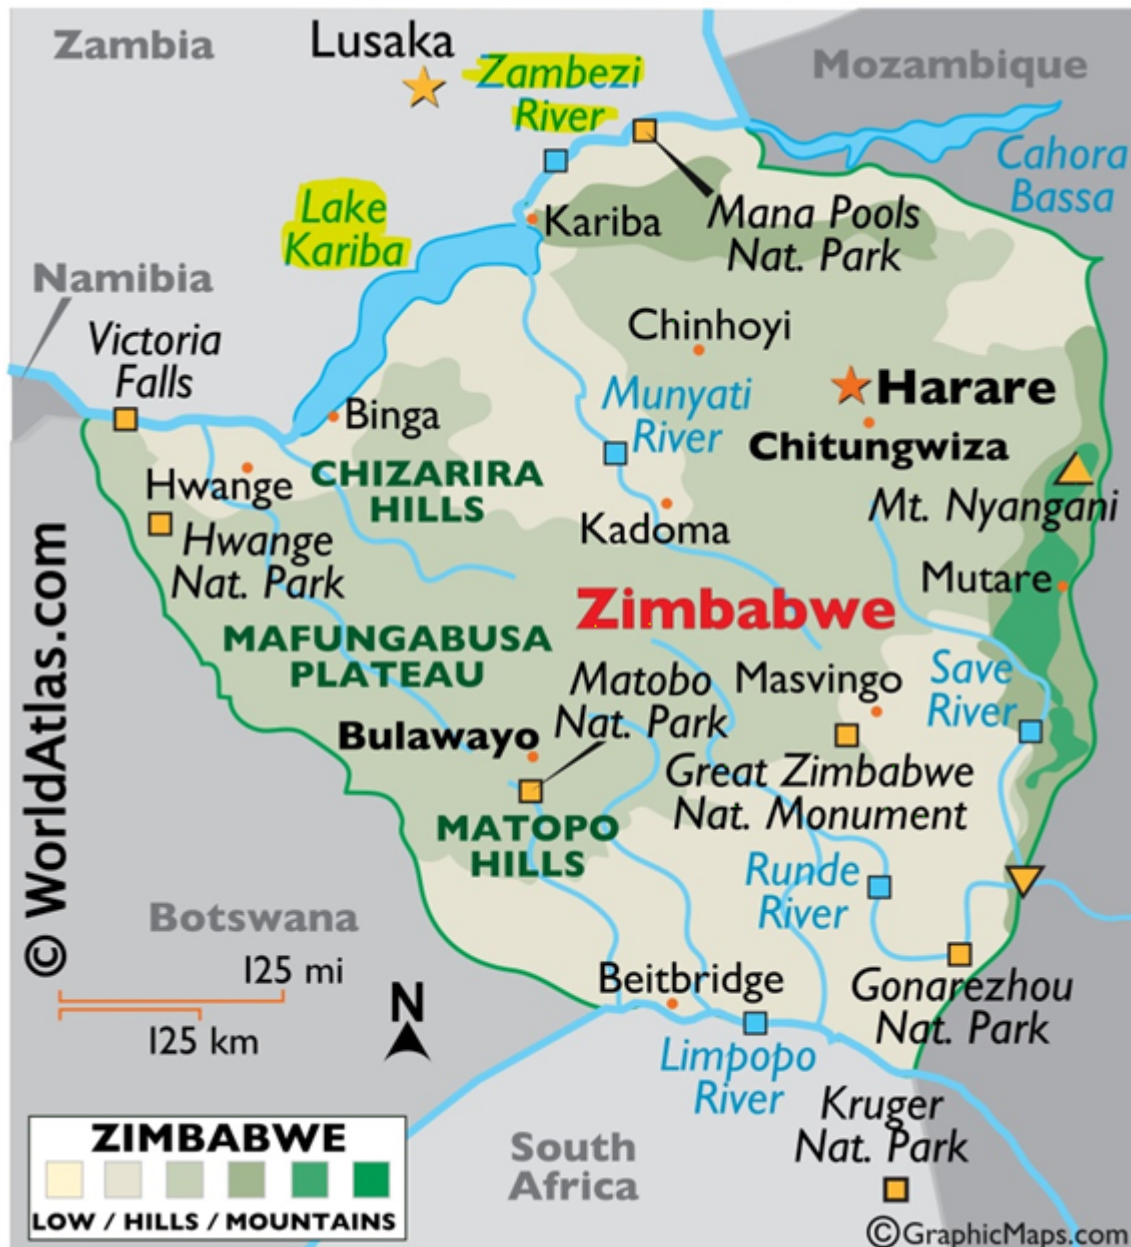 Zambia
Lusaka
Zambezi
River
Mozambique
Cahora
Bassa
Lake
Kariba
Kariba
Mana Pools
Nat. Park
Namibia
Victoria
Falls
Chinhoyi
Munyati
River
Harare
Chitungwiza
Binga
CHIZARIRA
HILLS
Hwange
Hwange
Nat. Park
Mt. Nyangani
Kadoma
Mutare
Zimbabwe
MAFUNGABUSA
PLATEAU
Matobo
Nat. Park
Masvingo
Save
River
Bulawayo
Great Zimbabwe
Nat. Monument
MATOPO
HILLS
Runde
River
© WorldAtlas.com
Botswana
125 mi
125 km
N
Beitbridge
Gonarezhou
Nat. Park
Limpopo
River
Kruger
Nat. Park
South
Africa
ZIMBABWE
LOW / HILLS / MOUNTAINS
©GraphicMaps.com